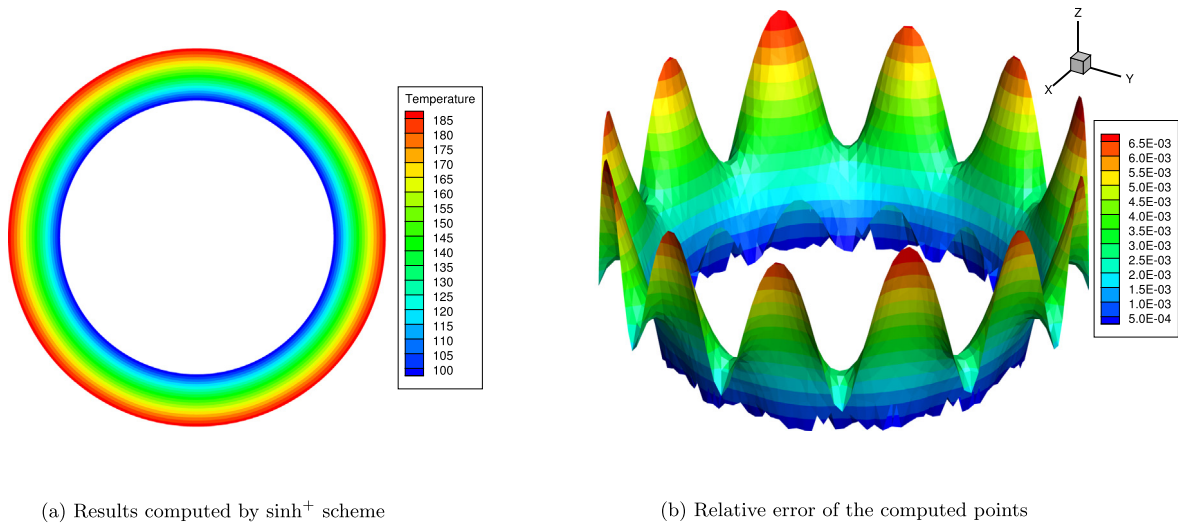 Temperature
185
180
175
170
165
160
155
150
145
140
135
130
125
120
115
110
105
100
(a) Results computed by sinh⁺ scheme
Z
X
Y
6.5E-03
6.0E-03
5.5E-03
5.0E-03
4.5E-03
4.0E-03
3.5E-03
3.0E-03
2.5E-03
2.0E-03
1.5E-03
1.0E-03
5.0E-04
(b) Relative error of the computed points